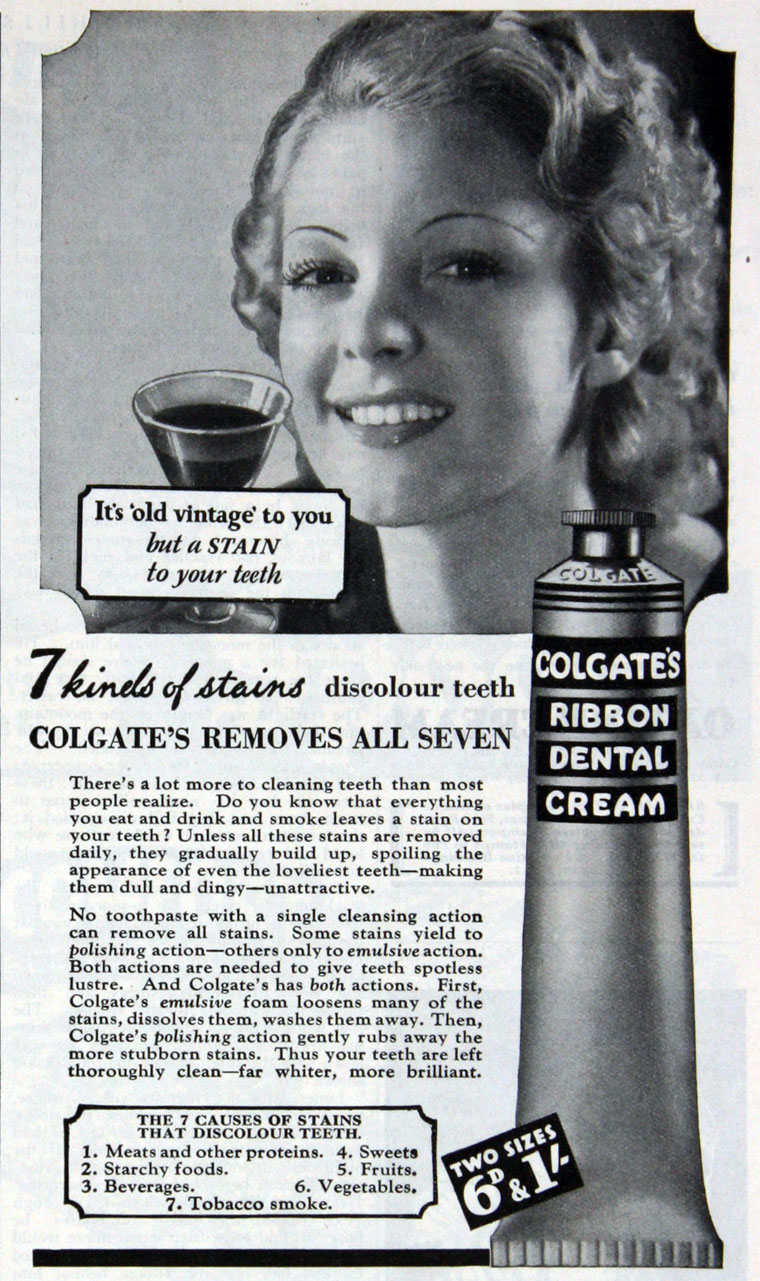 It's 'old vintage' to you
but a STAIN
to your teeth
COLGATE
COLGATE'S
RIBBON
DENTAL
CREAM
7 kinds of stains discolour teeth
COLGATE'S REMOVES ALL SEVEN
There's a lot more to cleaning teeth than most
people realize. Do you know that everything
you eat and drink and smoke leaves a stain on
your teeth? Unless all these stains are removed
daily, they gradually build up, spoiling the
appearance of even the loveliest teeth—making
them dull and dingy—unattractive.
No toothpaste with a single cleansing action
can remove all stains. Some stains yield to
polishing action—others only to emulsive action.
Both actions are needed to give teeth spotless
lustre. And Colgate's has both actions. First,
Colgate's emulsive foam loosens many of the
stains, dissolves them, washes them away. Then,
Colgate's polishing action gently rubs away the
more stubborn stains. Thus your teeth are left
thoroughly clean—far whiter, more brilliant.
THE 7 CAUSES OF STAINS
THAT DISCOLOUR TEETH.
1. Meats and other proteins. 4. Sweets
2. Starchy foods. 5. Fruits.
3. Beverages. 6. Vegetables.
7. Tobacco smoke.
TWO SIZES
6D & 1/-